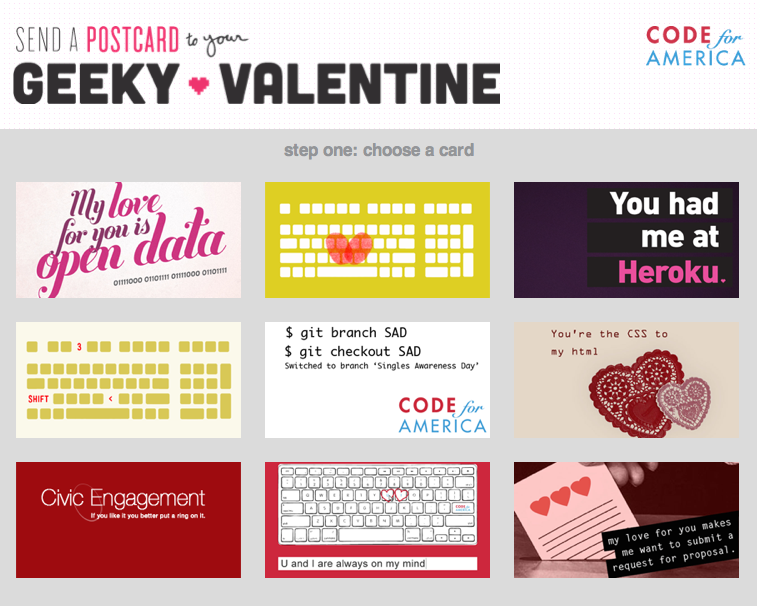 SEND A POSTCARD to your
GEEKY VALENTINE
CODE for
AMERICA
step one: choose a card
My love
for you is
open data
01111000 01101111 01111000 01101111
You had
me at
Heroku.
3
SHIFT <
$ git branch SAD
$ git checkout SAD
Switched to branch ‘Singles Awareness Day’
CODE for
AMERICA
You're the CSS to
my html
Civic Engagement
If you like it you better put a ring on it.
CODE for
AMERICA
U and I are always on my mind
my love for you makes
me want to submit a
request for proposal.